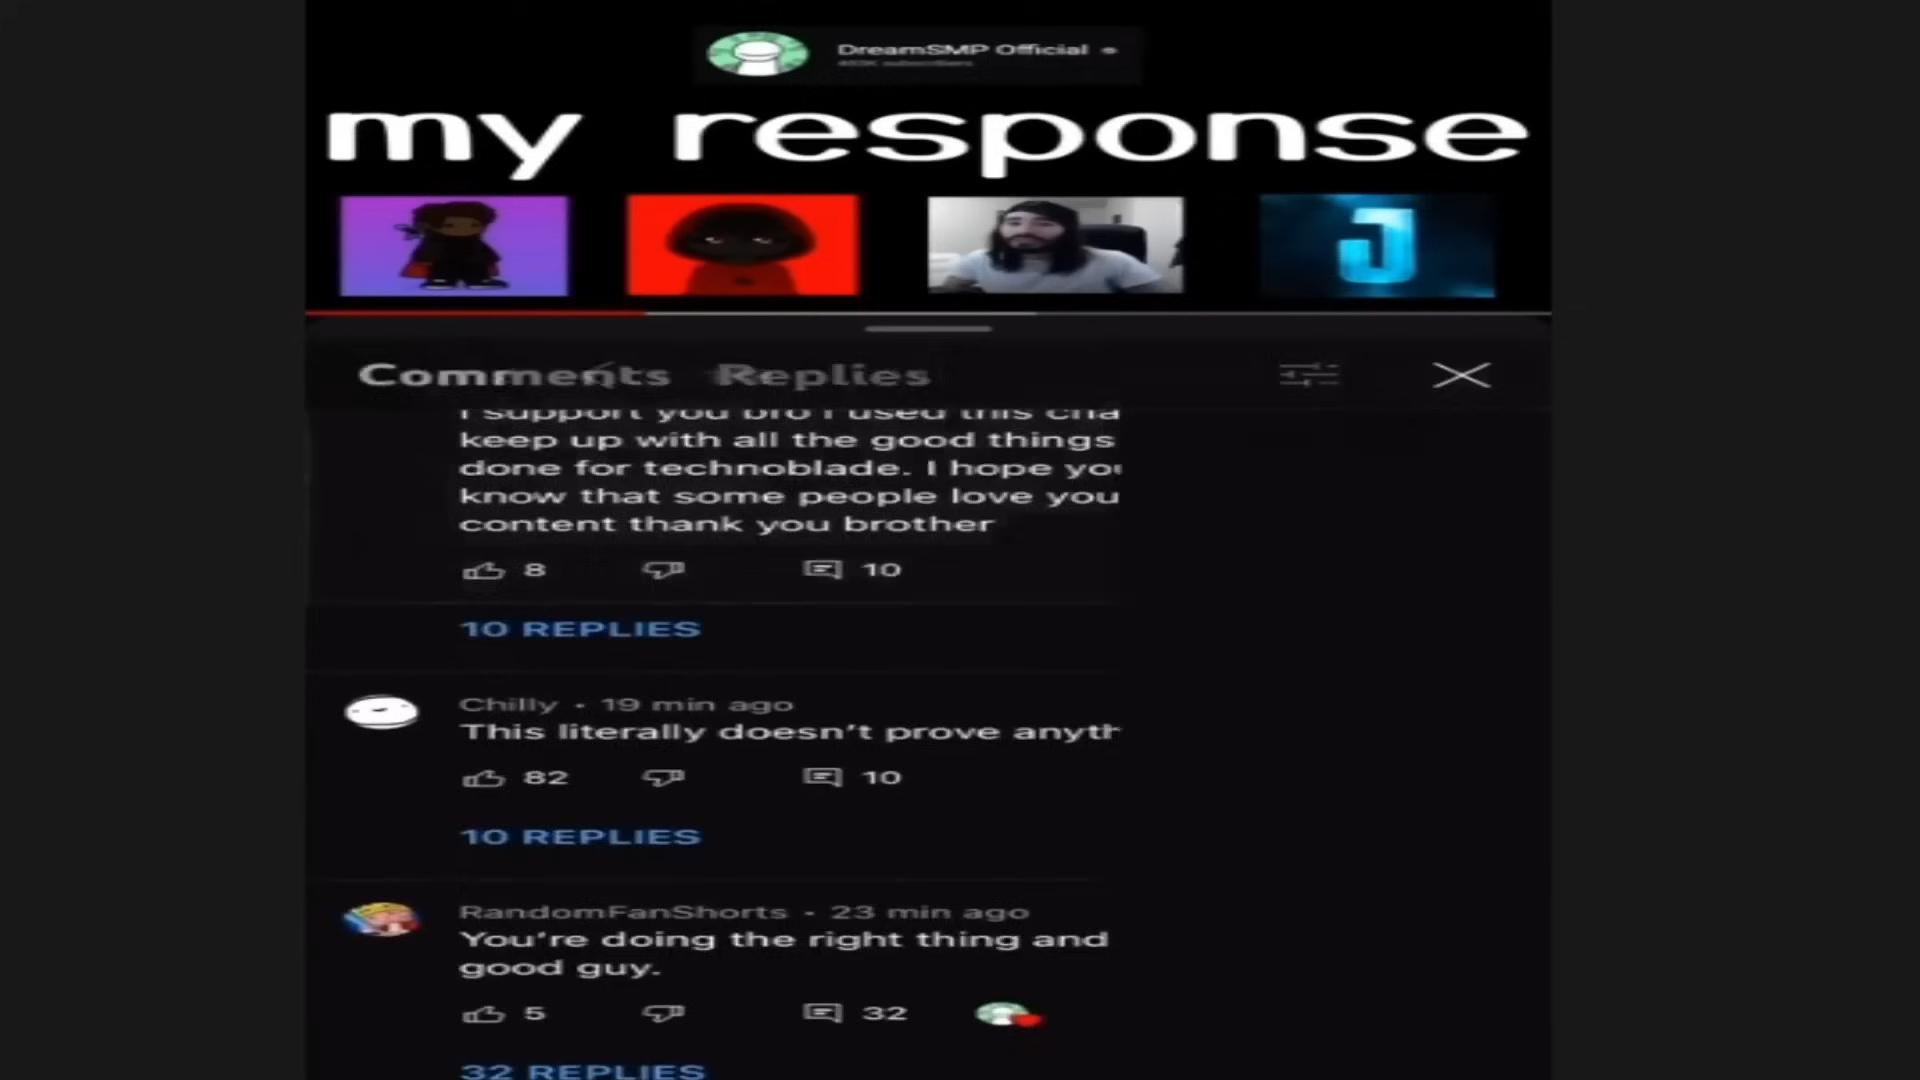 DreamSMP Official
my response
J
Comments Replies
I support you bro I used this cha
keep up with all the good things
done for technoblade. I hope you
know that some people love you
content thank you brother
8 10
10 REPLIES
Chilly • 19 min ago
This literally doesn't prove anyth
82 10
10 REPLIES
RandomFanShorts • 23 min ago
You're doing the right thing and
good guy.
5 32
32 REPLIES